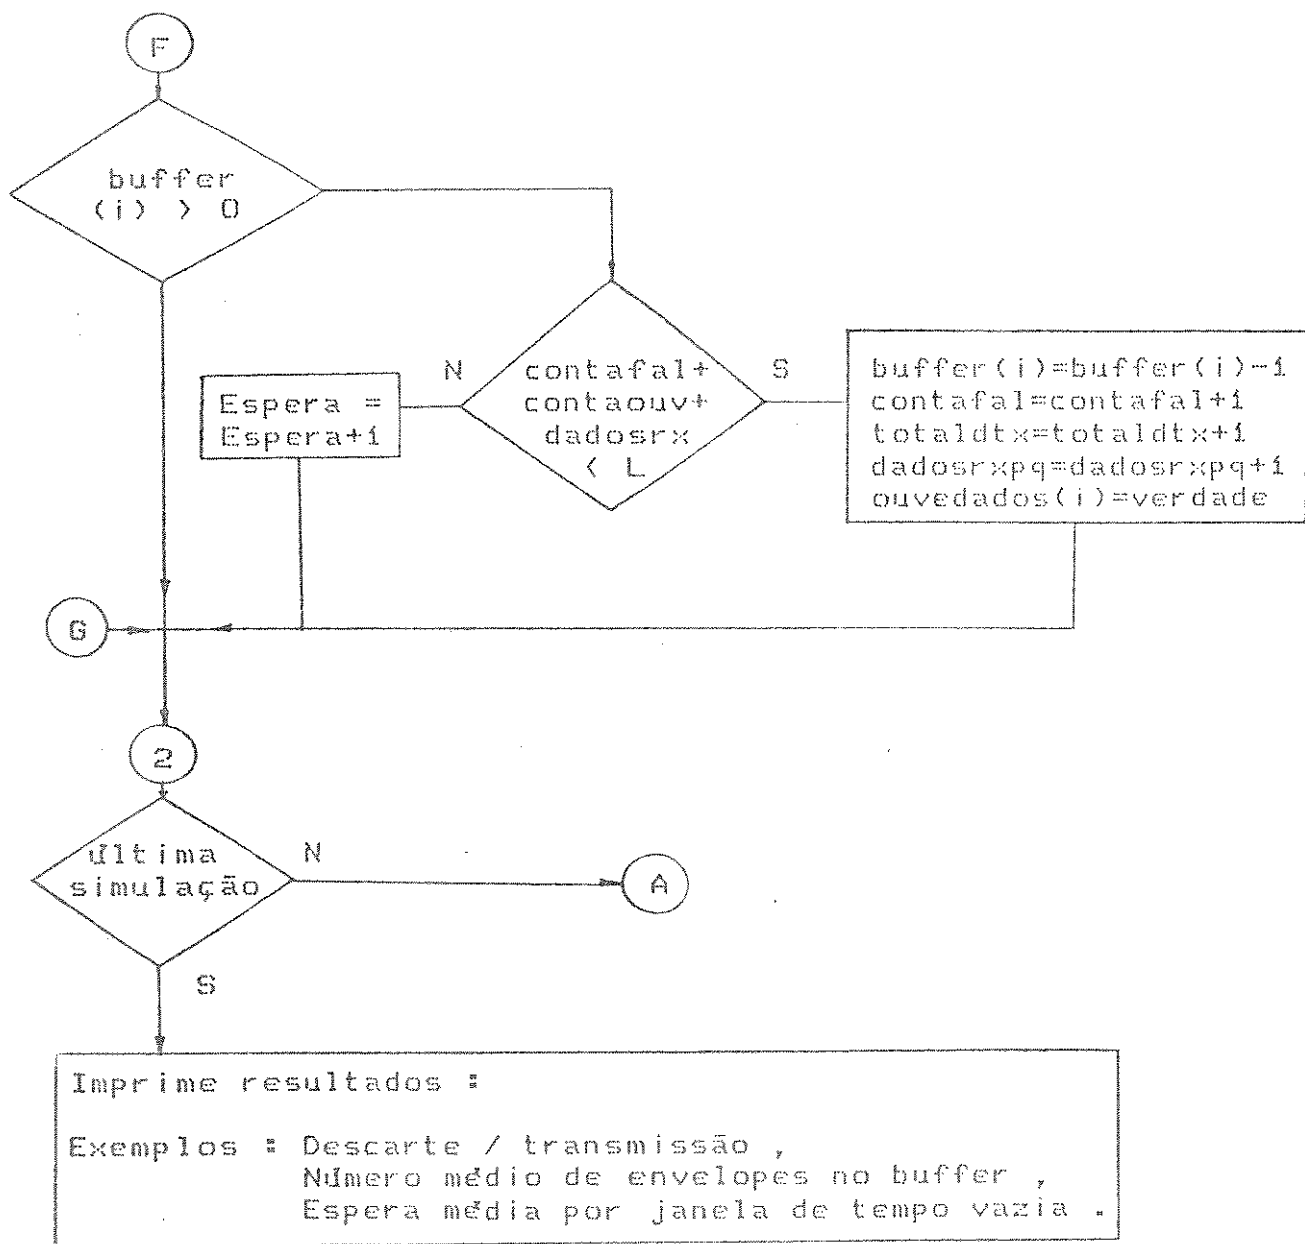 F
buffer
(i) > 0
N
contafal+
contaouv+
dadosrx
< L
S
Espera =
Espera+1
buffer(i)=buffer(i)-1
contafal=contafal+1
totaldtx=totaldtx+1
dadosrxpq=dadosrxpq+1
ouvedados(i)=verdade
G
2
última
simulação
N
A
S
Imprime resultados :
Exemplos : Descarte / transmissão ,
Número médio de envelopes no buffer ,
Espera média por janela de tempo vazia .